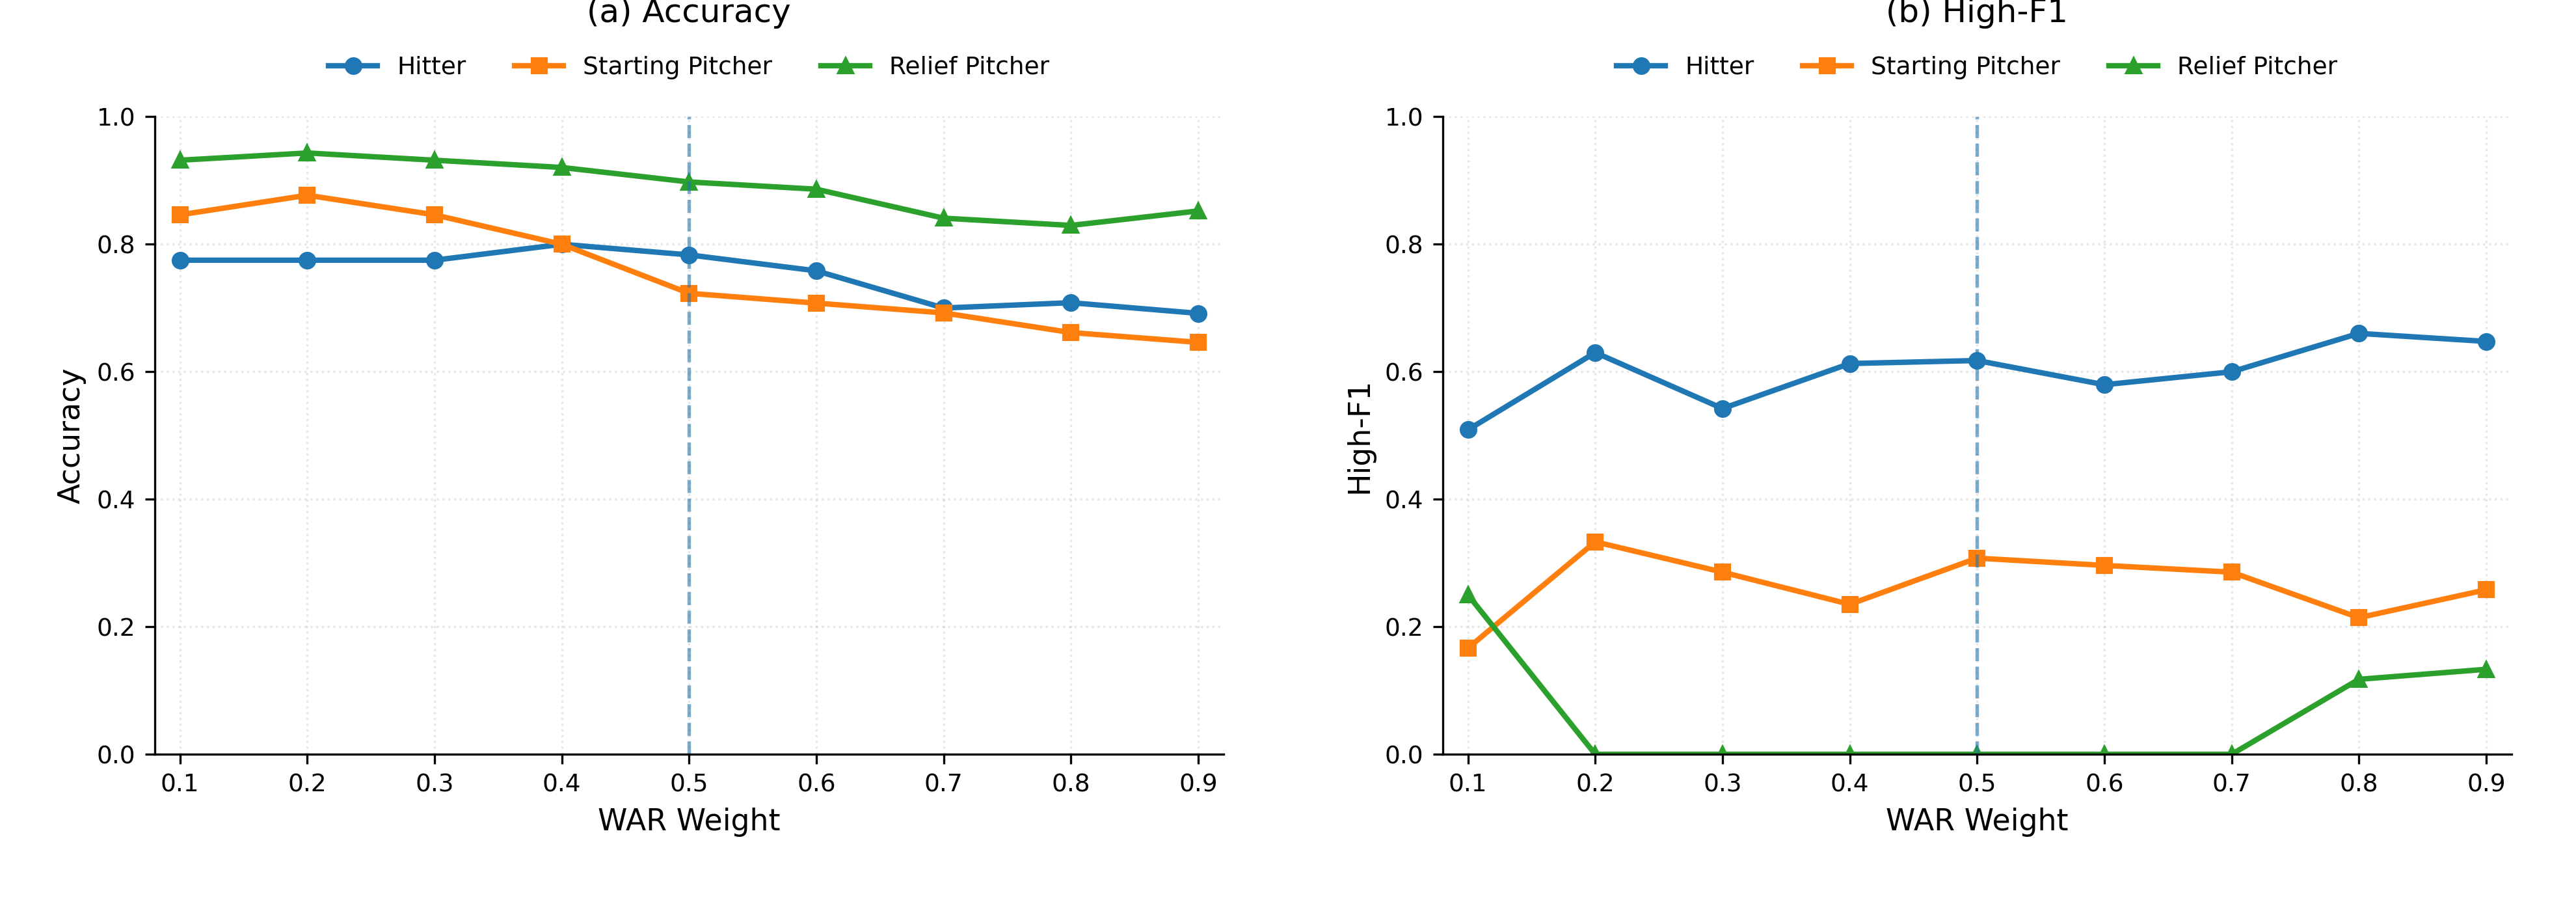 (a) Accuracy
Hitter Starting Pitcher Relief Pitcher
1.0
0.8
0.6
0.4
0.2
0.0
Accuracy
0.1 0.2 0.3 0.4 0.5 0.6 0.7 0.8 0.9
WAR Weight
(b) High-F1
Hitter Starting Pitcher Relief Pitcher
1.0
0.8
0.6
0.4
0.2
0.0
High-F1
0.1 0.2 0.3 0.4 0.5 0.6 0.7 0.8 0.9
WAR Weight